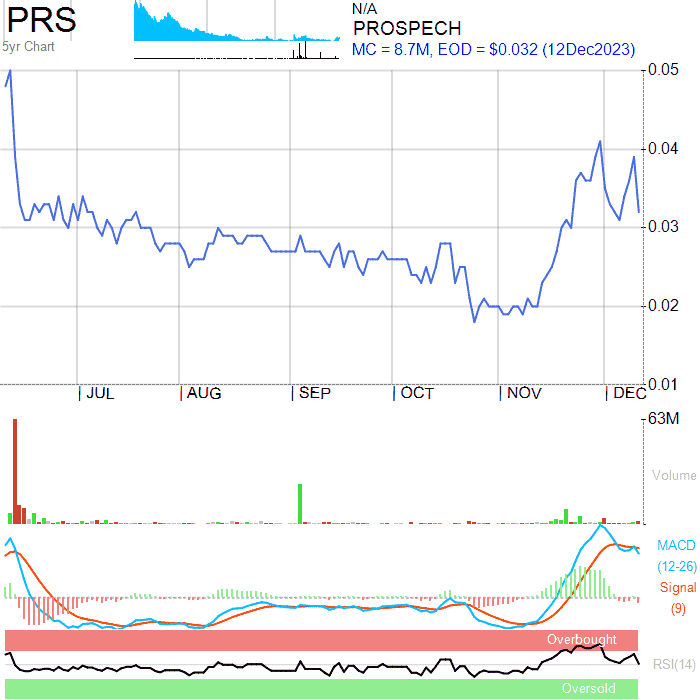 PRS
5yr Chart
N/A
PROSPECH
MC = 8.7M, EOD = $0.032 (12Dec2023)
0.05
0.04
0.03
0.02
0.01
JUL AUG SEP OCT NOV DEC
63M
Volume
MACD
(12-26)
Signal
(9)
Overbought
RSI(14)
Oversold